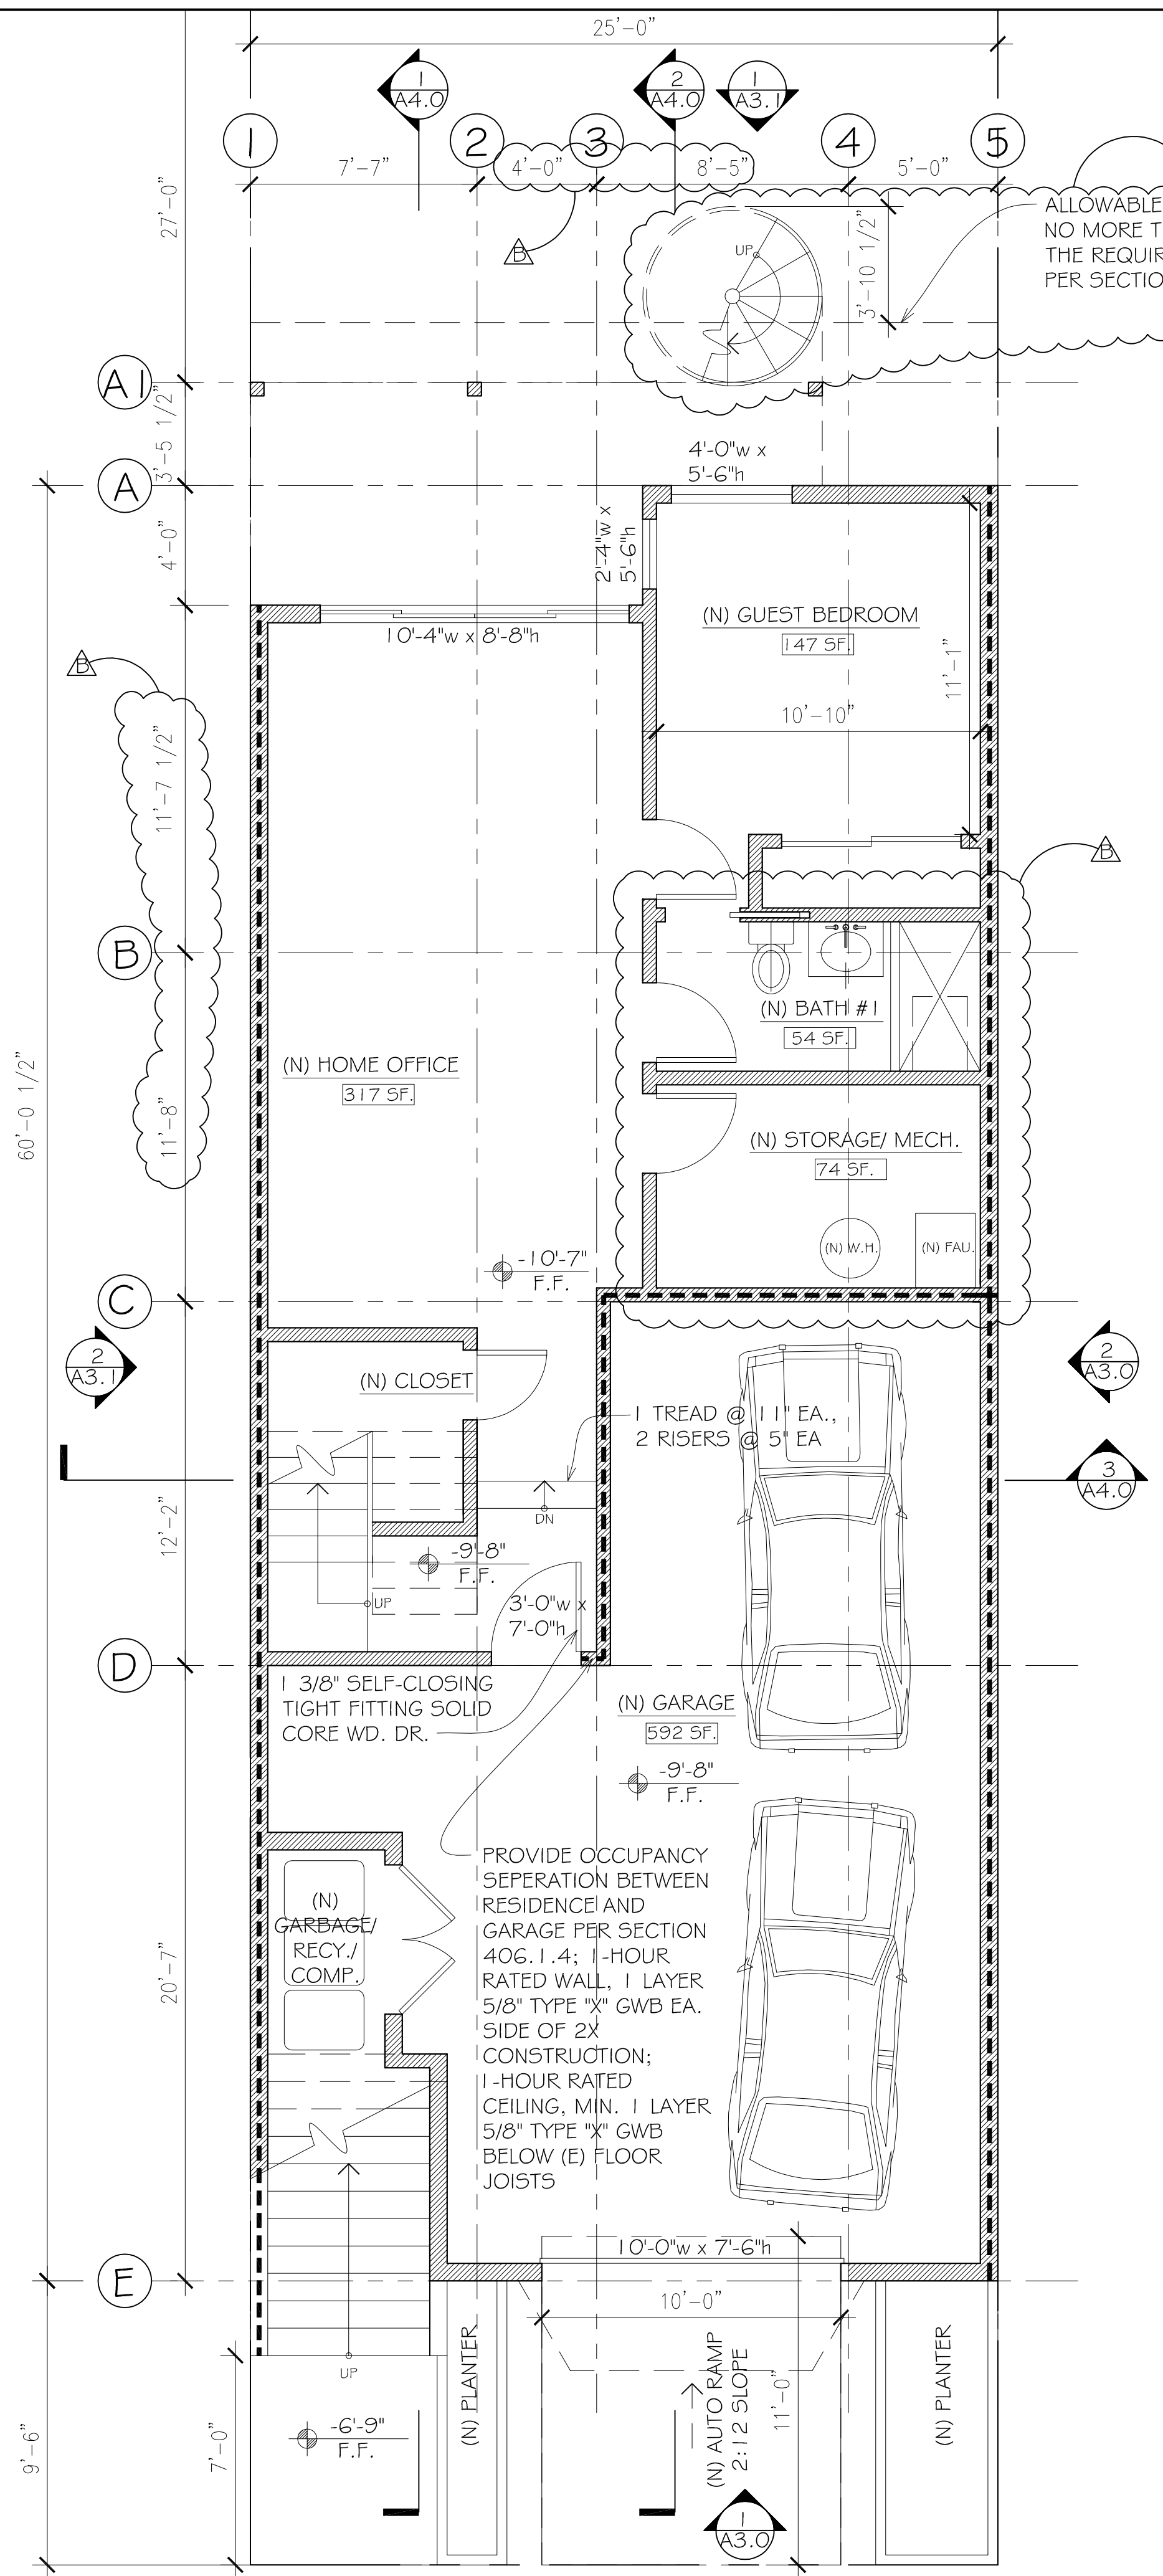 25'-0"
1
A4.0
2
A4.0
1
A3.1
1
2
3
4
5
7'-7"
4'-0"
8'-5"
5'-0"
27'-0"
B
UP
3'-10 1/2"
ALLOWABLE
NO MORE T
THE REQUIR
PER SECTIO
A1
3'-5 1/2"
A
4'-0"
4'-0"w x
5'-6"h
2'-4"w x
5'-6"h
10'-4"w x 8'-8"h
(N) GUEST BEDROOM
147 SF.
11'-1"
10'-10"
B
11'-7 1/2"
B
B
(N) BATH #1
54 SF.
(N) HOME OFFICE
317 SF.
60'-0 1/2"
11'-8"
(N) STORAGE/ MECH.
74 SF.
(N) W.H.
(N) FAU.
-10'-7"
F.F.
C
2
A3.1
(N) CLOSET
2
A3.0
1 TREAD @ 11" EA.,
2 RISERS @ 5" EA
3
A4.0
DN
12'-2"
-9'-8"
F.F.
UP
3'-0"w x
7'-0"h
D
1 3/8" SELF-CLOSING
TIGHT FITTING SOLID
CORE WD. DR.
(N) GARAGE
592 SF.
-9'-8"
F.F.
PROVIDE OCCUPANCY
SEPERATION BETWEEN
RESIDENCE AND
GARAGE PER SECTION
406.1.4; 1-HOUR
RATED WALL, 1 LAYER
5/8" TYPE "X" GWB EA.
SIDE OF 2X
CONSTRUCTION;
1-HOUR RATED
CEILING, MIN. 1 LAYER
5/8" TYPE "X" GWB
BELOW (E) FLOOR
JOISTS
(N)
GARBAGE/
RECY./
COMP.
20'-7"
10'-0"w x 7'-6"h
E
10'-0"
UP
(N) PLANTER
(N) AUTO RAMP
2:12 SLOPE
11'-0"
(N) PLANTER
-6'-9"
F.F.
9'-6"
7'-0"
1
A3.0